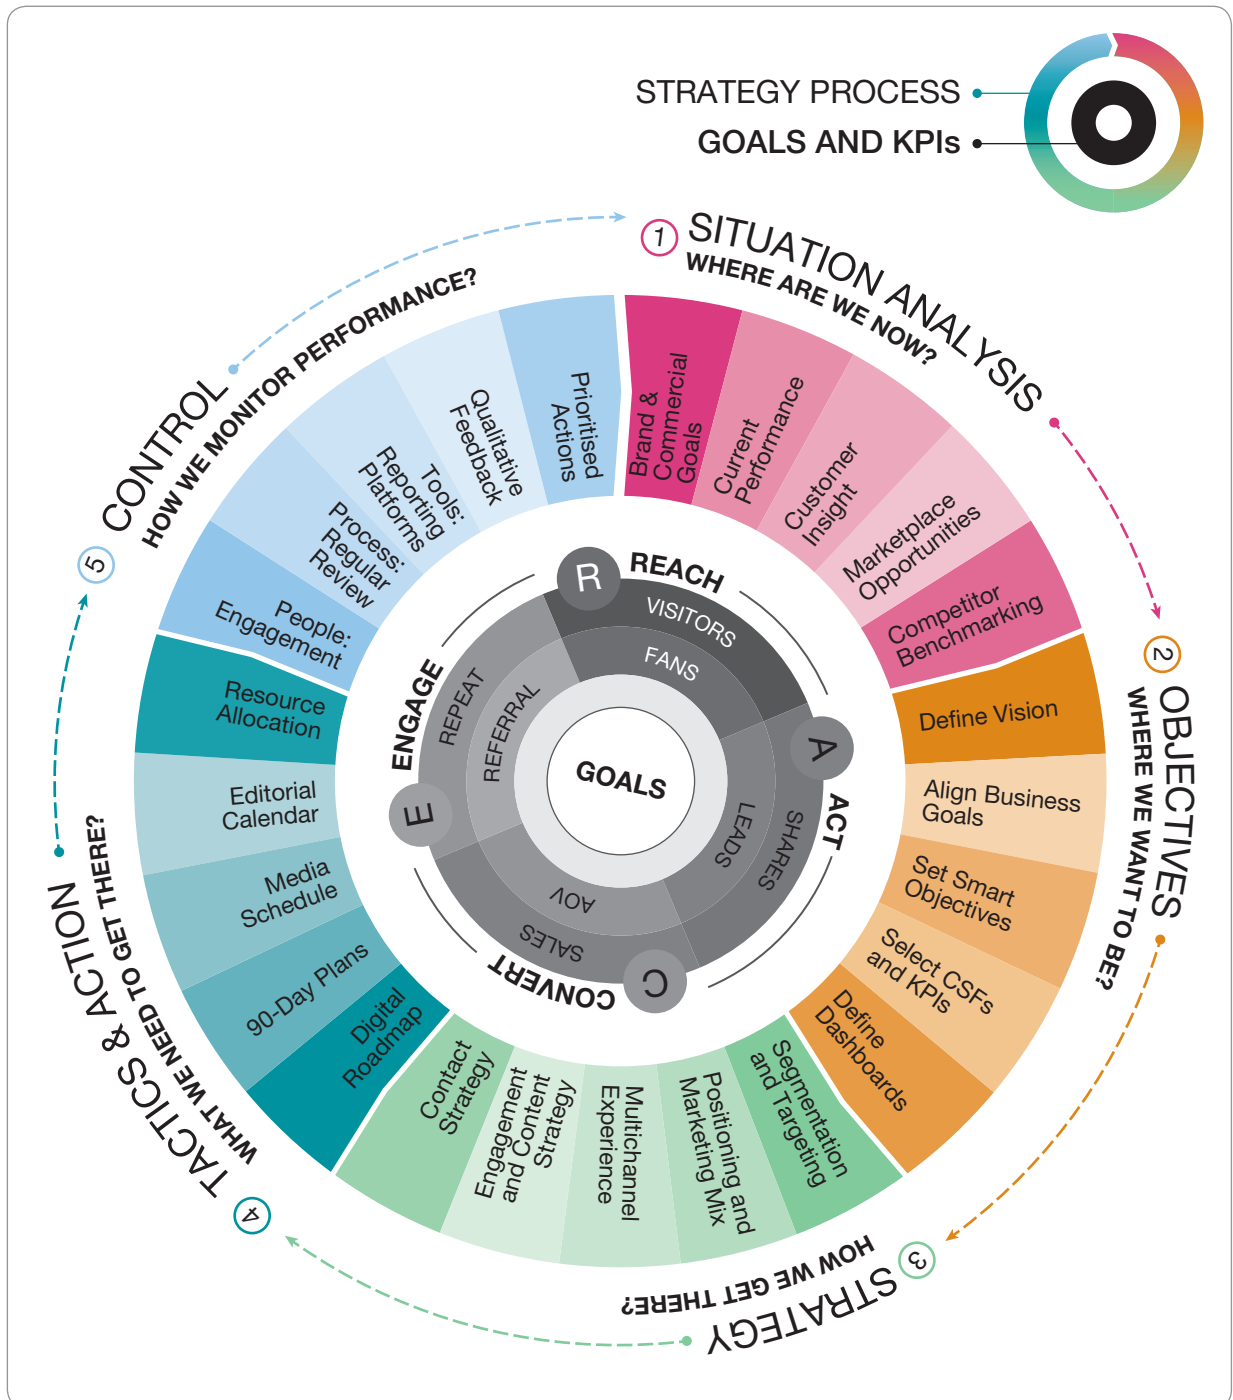 STRATEGY PROCESS
GOALS AND KPIs
1
SITUATION ANALYSIS
WHERE ARE WE NOW?
Brand &
Commercial
Goals
Current
Performance
Customer
Insight
Marketplace
Opportunities
Competitor
Benchmarking
2
OBJECTIVES
WHERE WE WANT TO BE?
Define Vision
Align Business
Goals
Set Smart
Objectives
Select CSFs
and KPIs
Define
Dashboards
3
STRATEGY
HOW WE GET THERE?
Segmentation
and Targeting
Positioning and
Marketing Mix
Multichannel
Experience
Engagement
and Content
Strategy
Contact
Strategy
4
TACTICS & ACTION
WHAT WE NEED TO GET THERE?
Digital
Roadmap
90-Day Plans
Media
Schedule
Editorial
Calendar
Resource
Allocation
5
CONTROL
HOW WE MONITOR PERFORMANCE?
People:
Engagement
Process:
Regular
Review
Tools:
Reporting
Platforms
Qualitative
Feedback
Prioritised
Actions
R
REACH
VISITORS
FANS
A
ACT
SHARES
LEADS
C
CONVERT
SALES
AOV
E
ENGAGE
REPEAT
REFERRAL
GOALS